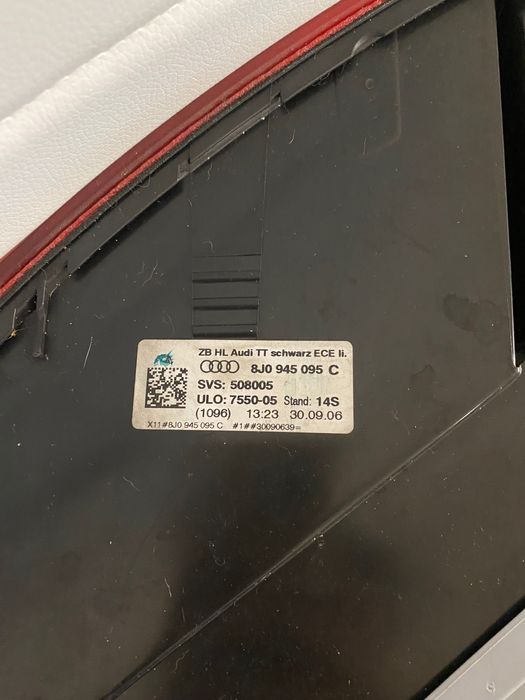 ZB HL Audi TT schwarz ECE li.
8J0 945 095 C
SVS: 508005
ULO: 7550-05 Stand: 14S
(1096) 13:23 30.09.06
X11#8J0 945 095 C #1##30090639=